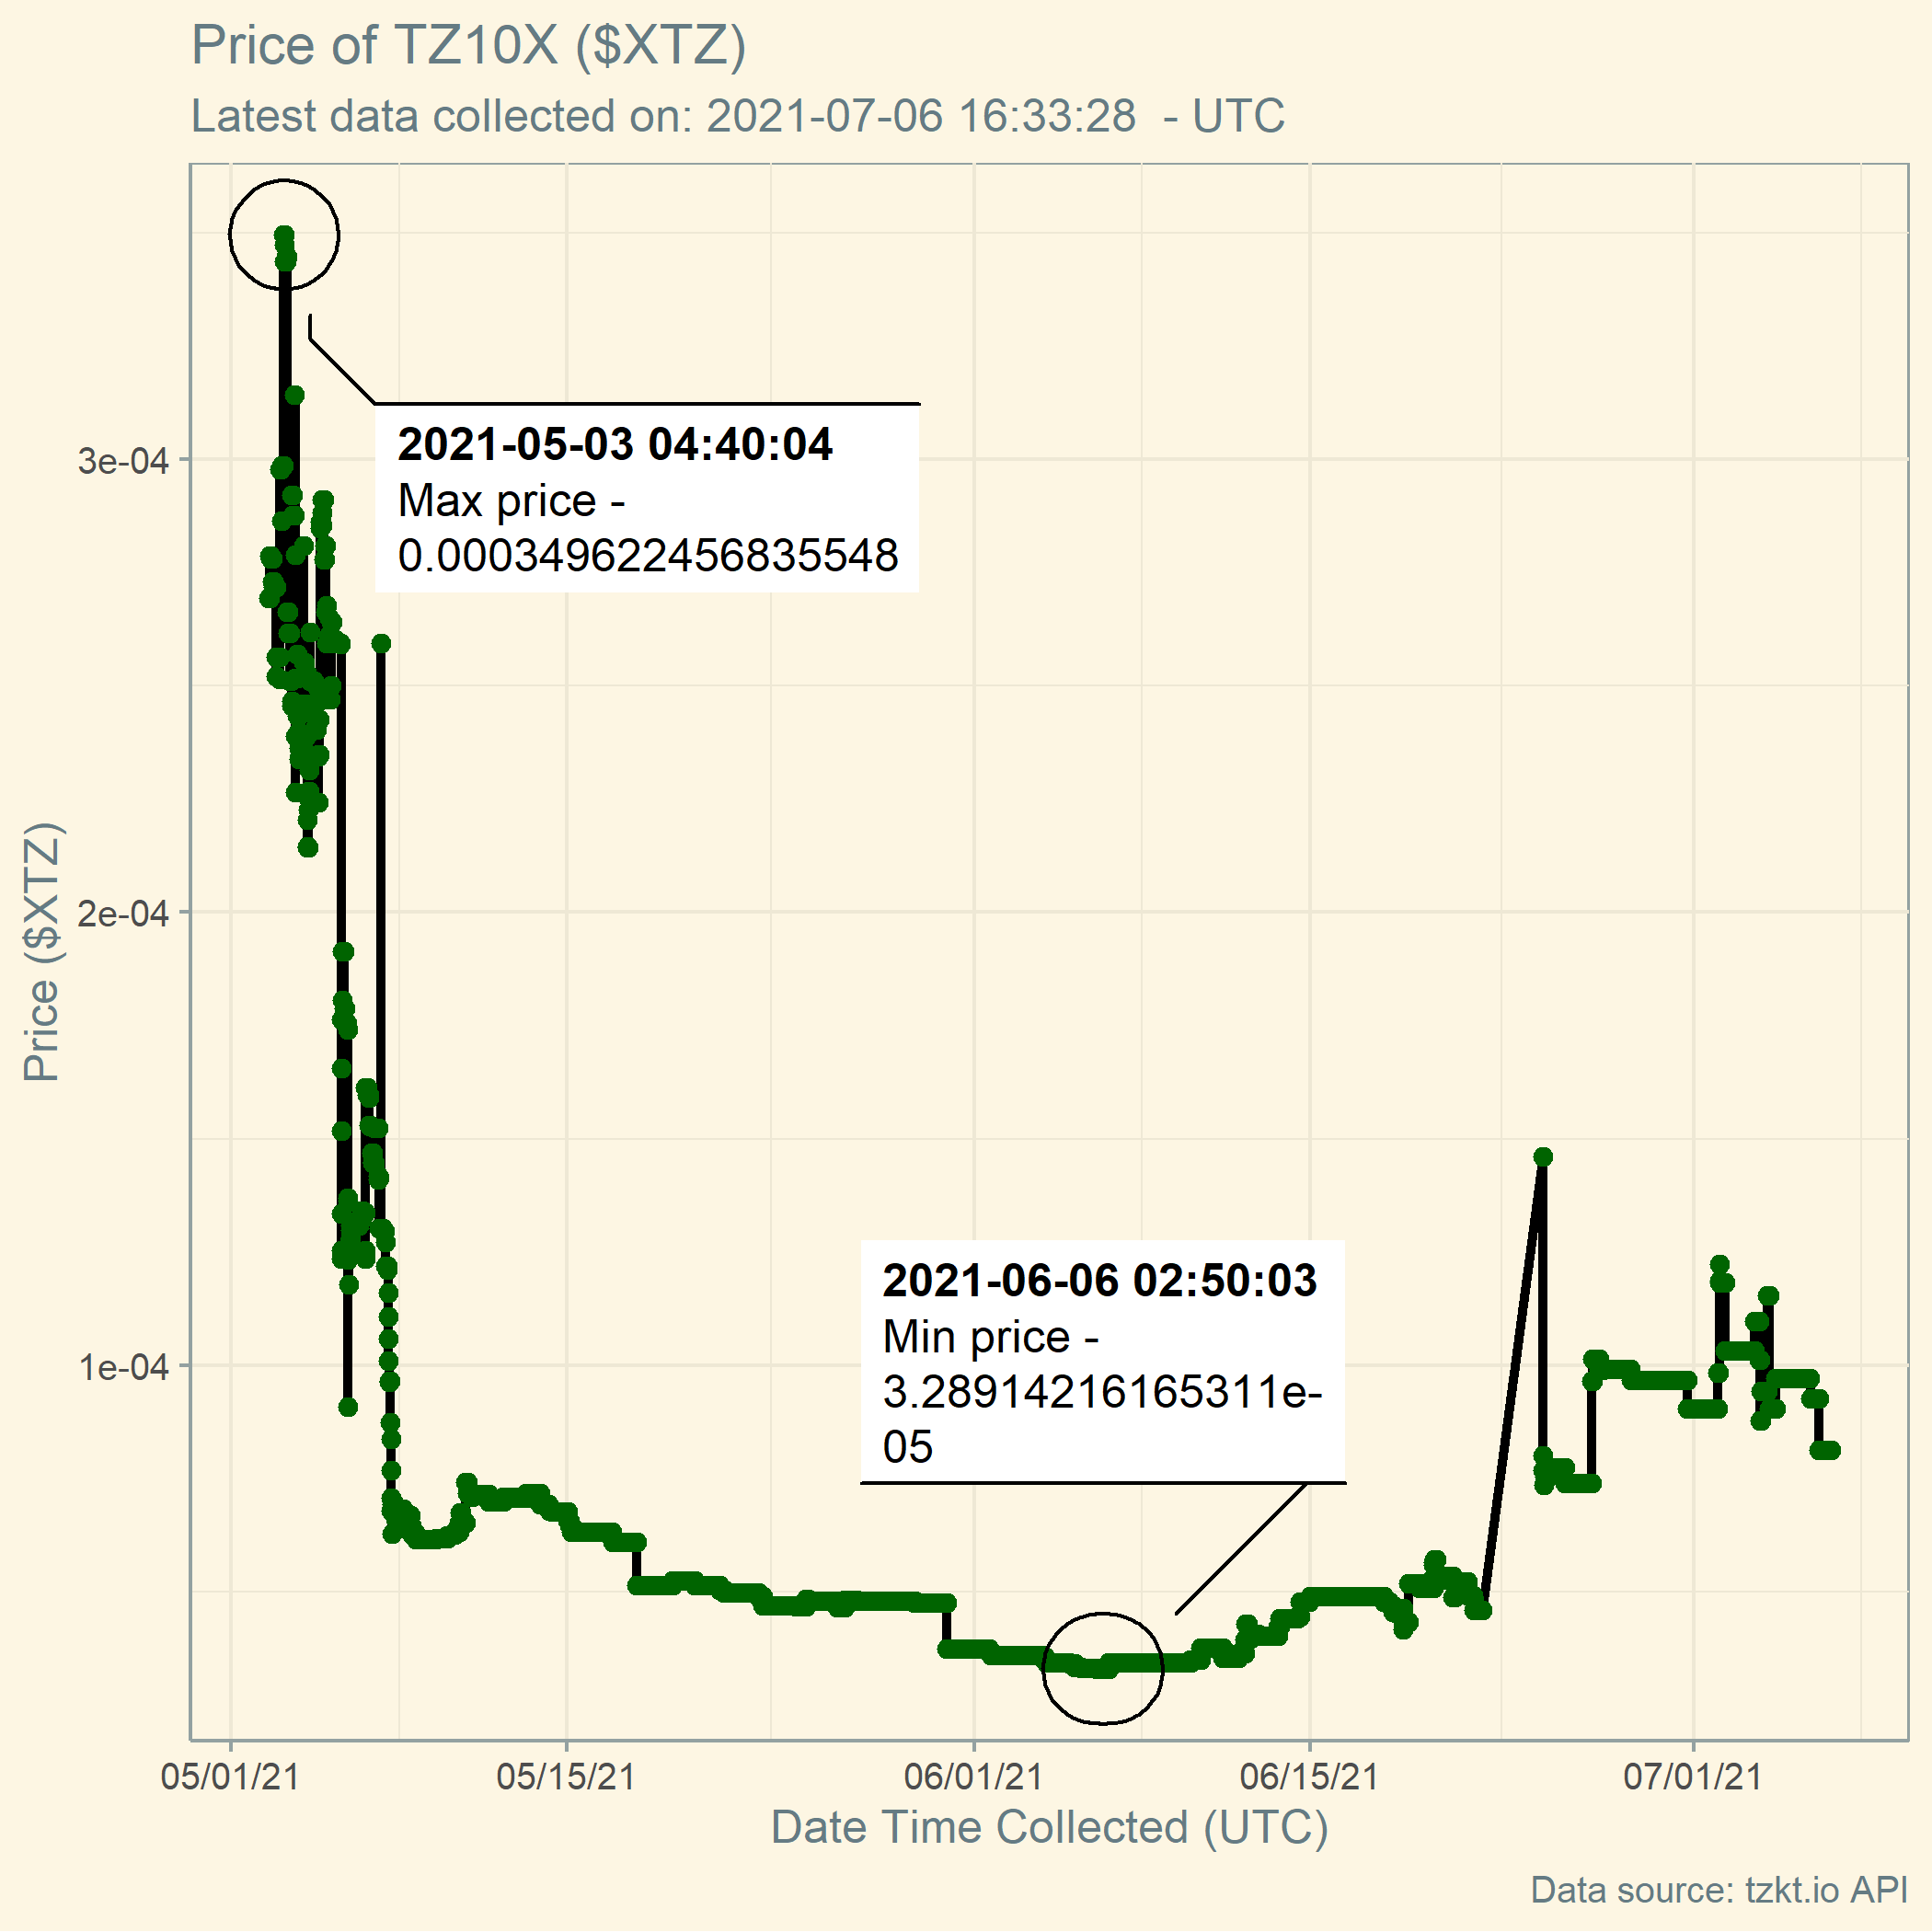 Price of TZ10X ($XTZ)
Latest data collected on: 2021-07-06 16:33:28  - UTC
2021-05-03 04:40:04
Max price -
0.000349622456835548
3e-04
2e-04
1e-04
Price ($XTZ)
2021-06-06 02:50:03
Min price -
3.28914216165311e-
05
05/01/21
05/15/21
06/01/21
06/15/21
07/01/21
Date Time Collected (UTC)
Data source: tzkt.io API